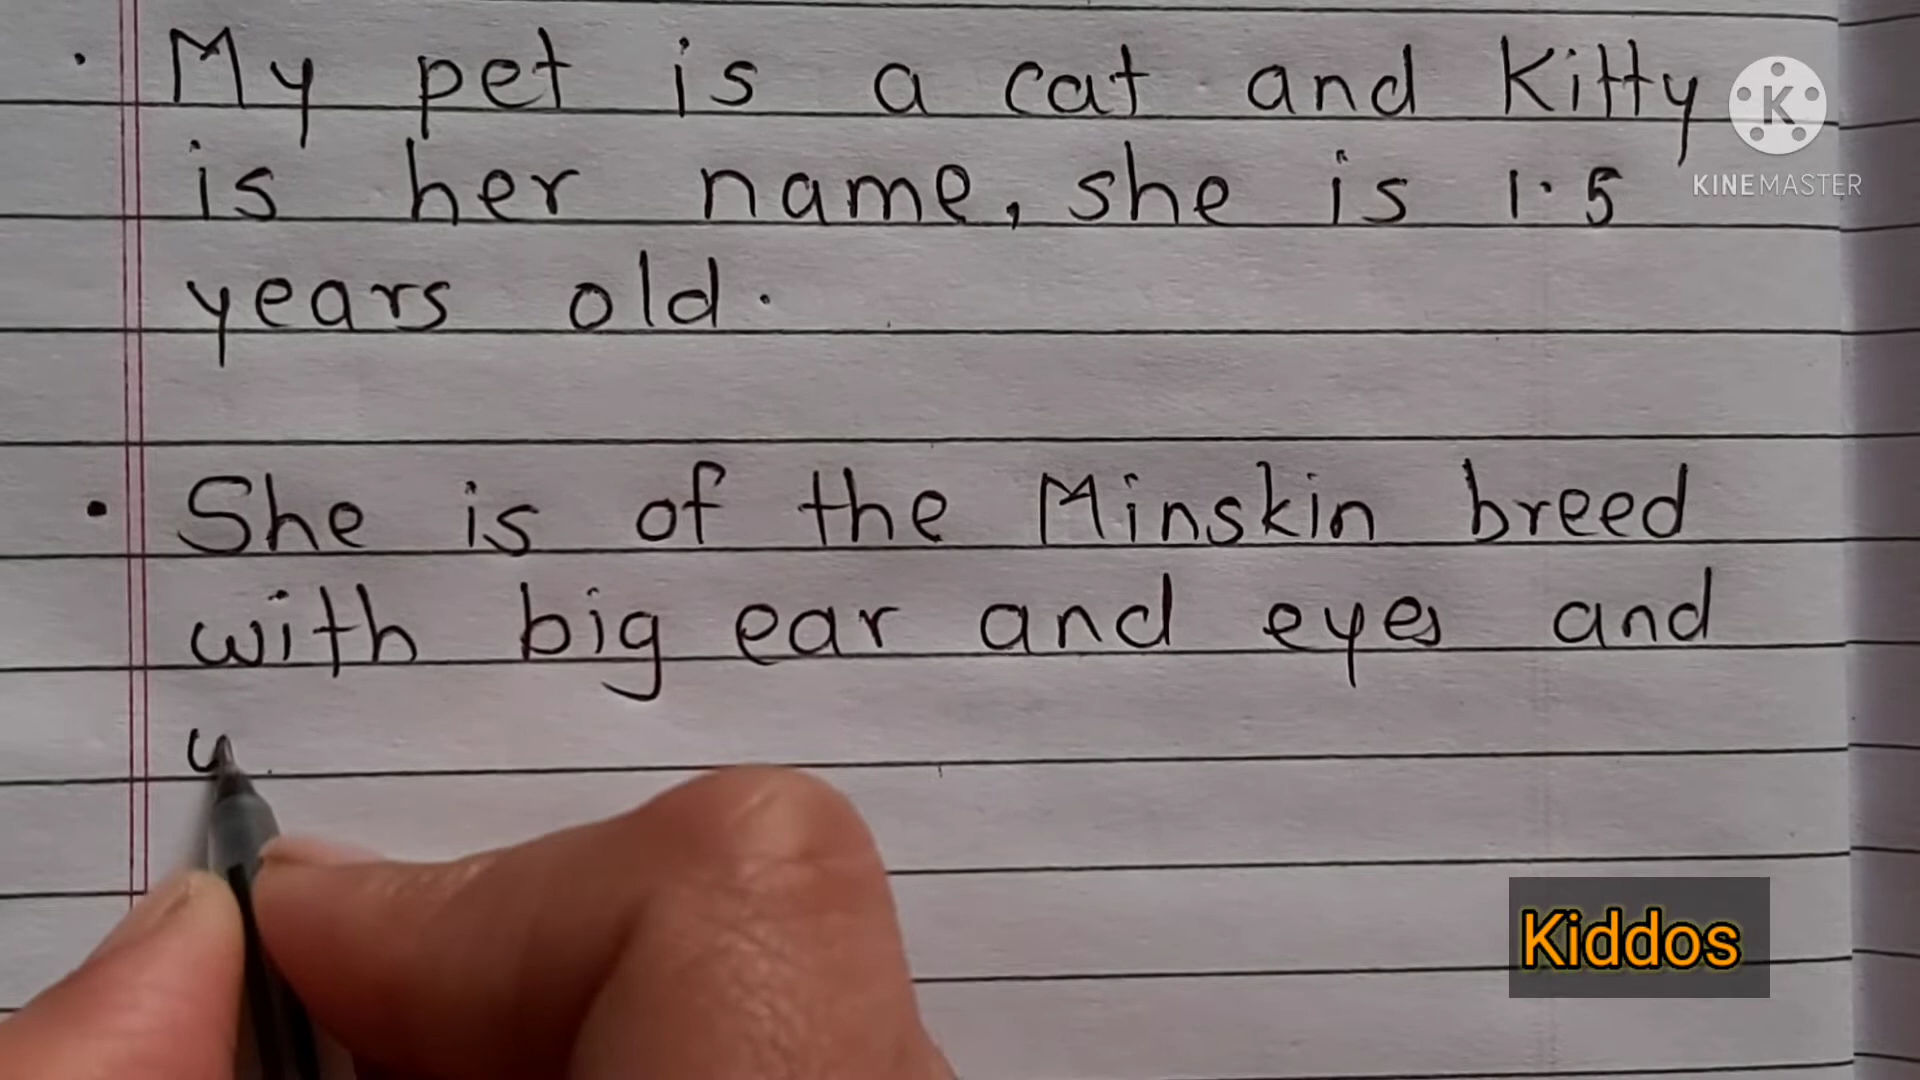 • My pet is a cat and Kitty
is her name, she is 1.5
years old.
• She is of the Minskin breed
with big ear and eyes and
K
KINEMASTER
Kiddos